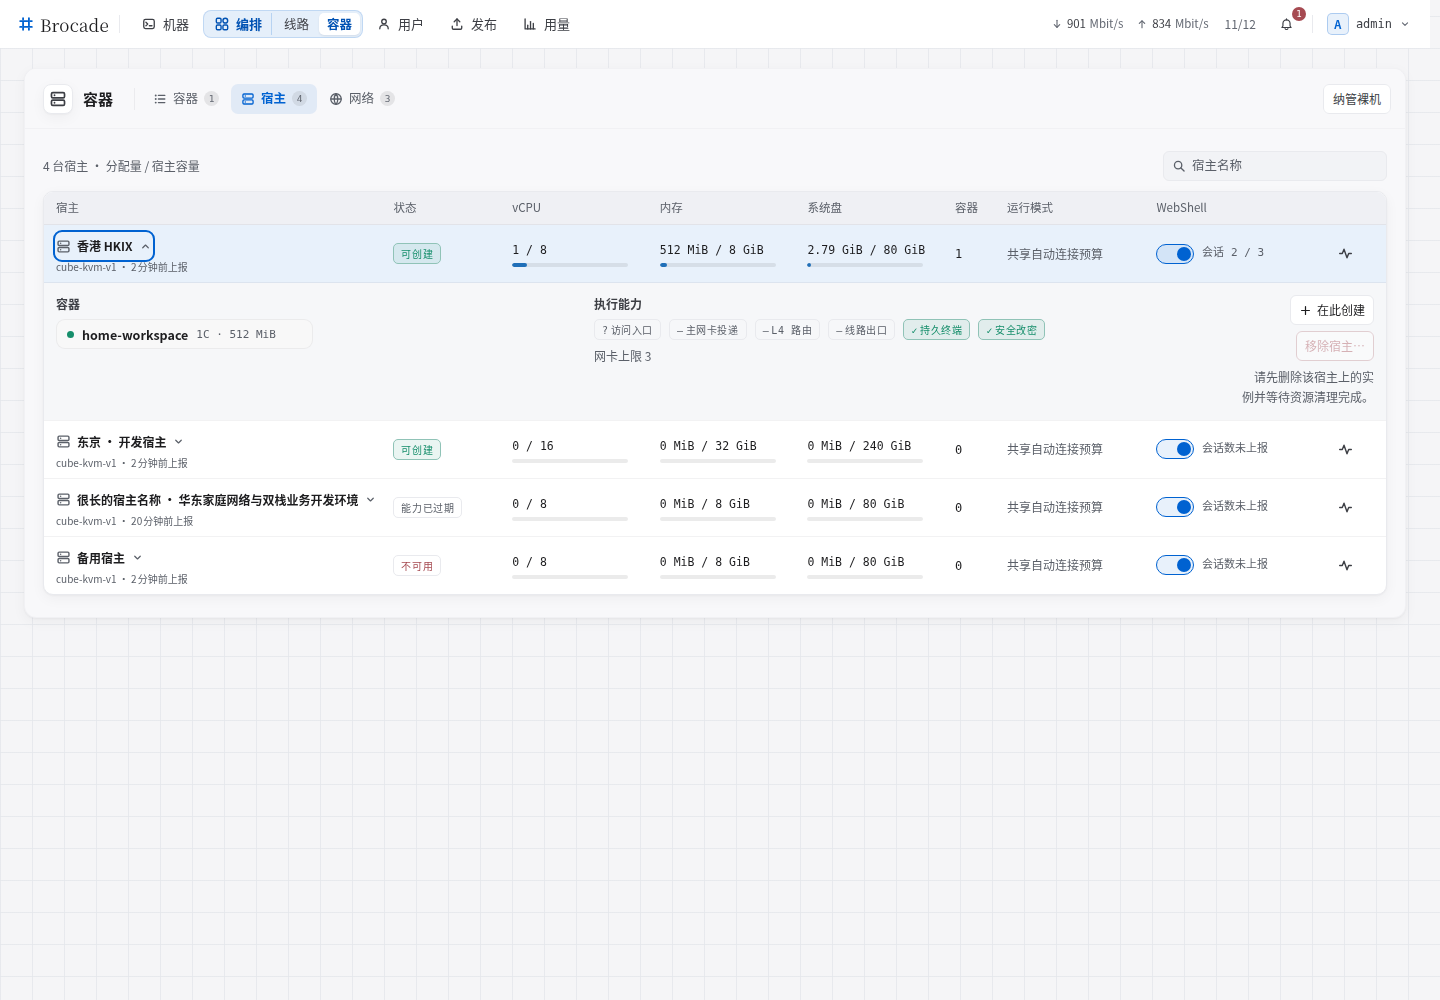 Brocade 机器 编排 线路 容器 用户 发布 用量 901 Mbit/s 834 Mbit/s 11/12 1 A admin
容器 容器 1 宿主 4 网络 3 纳管裸机
4 台宿主 · 分配量 / 宿主容量 宿主名称
宿主 状态 vCPU 内存 系统盘 容器 运行模式 WebShell
香港 HKIX 可创建 1 / 8 512 MiB / 8 GiB 2.79 GiB / 80 GiB 1 共享自动连接预算 会话 2 / 3
cube-kvm-v1 · 2分钟前上报
容器 执行能力 在此创建
home-workspace 1C · 512 MiB ? 访问入口 – 主网卡投递 – L4 路由 – 线路出口 ✓ 持久终端 ✓ 安全改密
网卡上限 3 移除宿主…
请先删除该宿主上的实
例并等待资源清理完成。
东京 · 开发宿主 可创建 0 / 16 0 MiB / 32 GiB 0 MiB / 240 GiB 0 共享自动连接预算 会话数未上报
cube-kvm-v1 · 2分钟前上报
很长的宿主名称 · 华东家庭网络与双栈业务开发环境 能力已过期 0 / 8 0 MiB / 8 GiB 0 MiB / 80 GiB 0 共享自动连接预算 会话数未上报
cube-kvm-v1 · 20分钟前上报
备用宿主 不可用 0 / 8 0 MiB / 8 GiB 0 MiB / 80 GiB 0 共享自动连接预算 会话数未上报
cube-kvm-v1 · 2分钟前上报